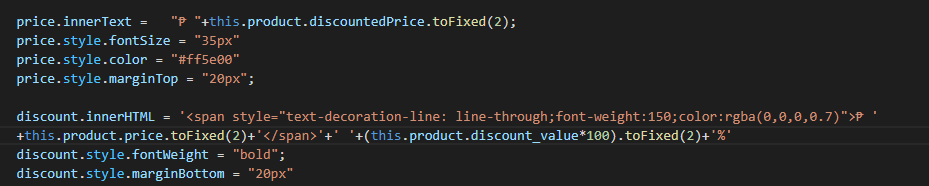 price.innerText =   "₱ "+this.product.discountedPrice.toFixed(2);
price.style.fontSize = "35px"
price.style.color = "#ff5e00"
price.style.marginTop = "20px";
discount.innerHTML = '<span style="text-decoration-line: line-through;font-weight:150;color:rgba(0,0,0,0.7)">₱ '
+this.product.price.toFixed(2)+'</span>'+' '+(this.product.discount_value*100).toFixed(2)+'%'
discount.style.fontWeight = "bold";
discount.style.marginBottom = "20px"